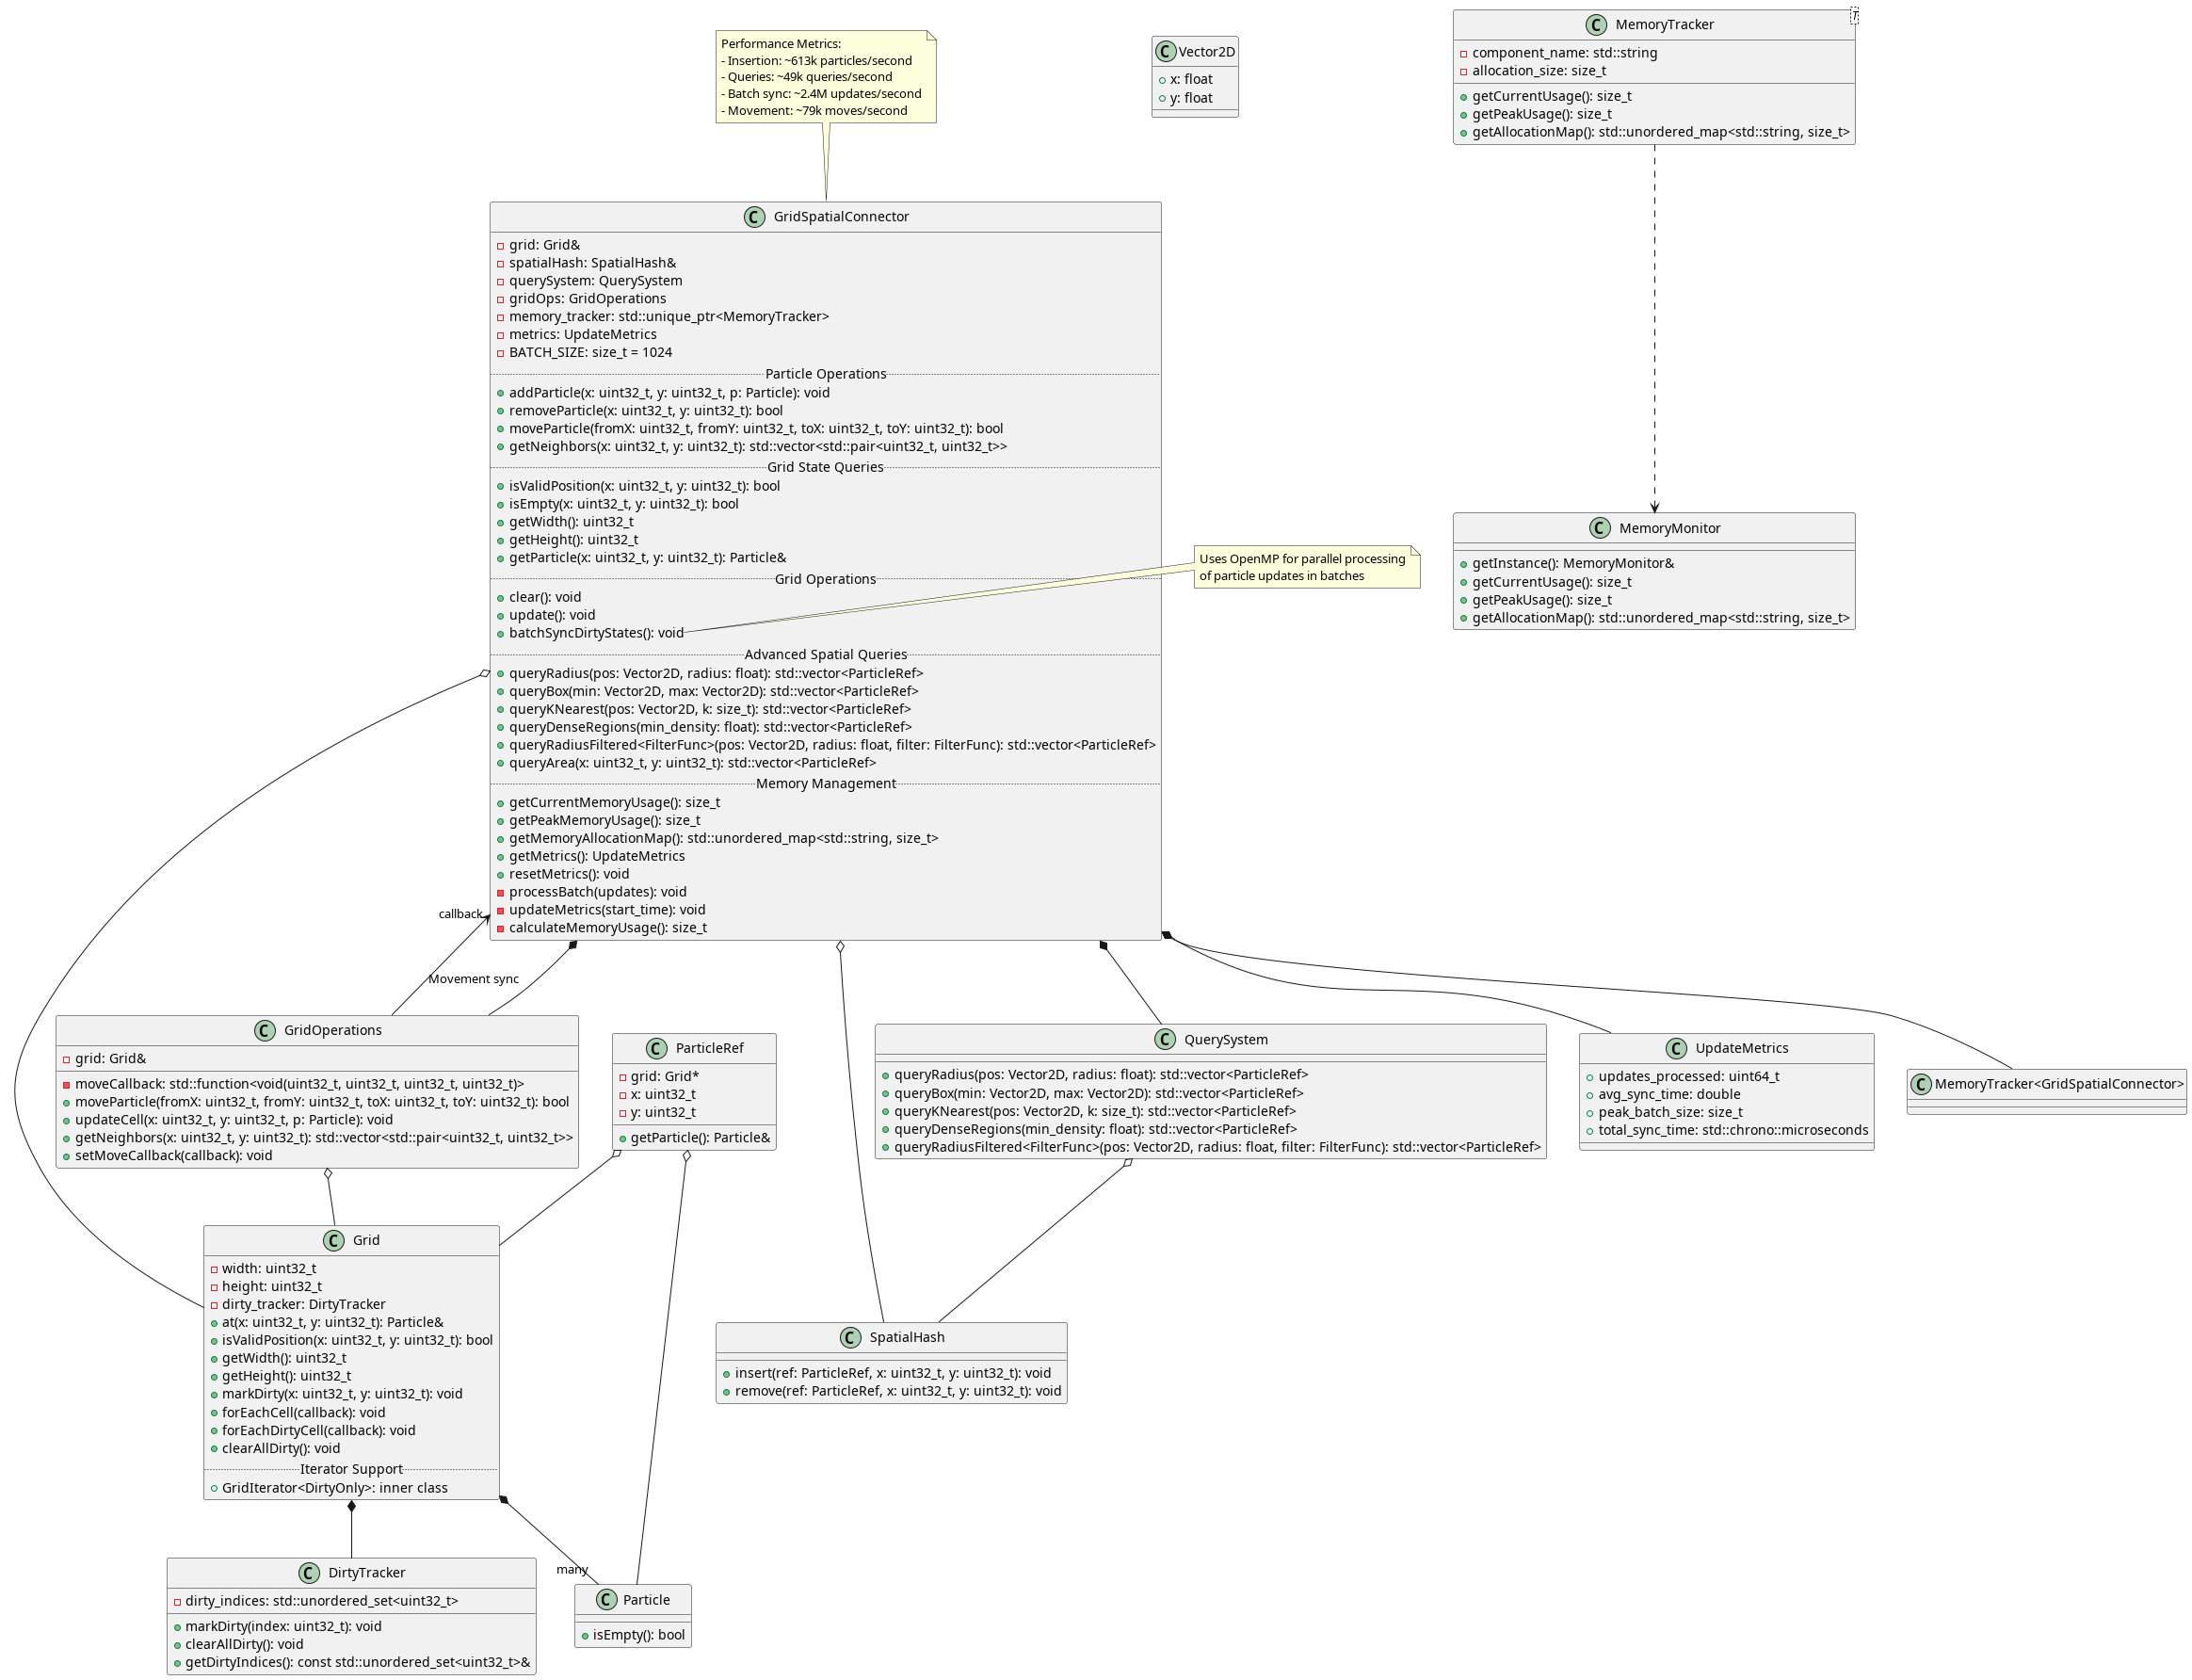 Performance Metrics:
- Insertion: ~613k particles/second
- Queries: ~49k queries/second
- Batch sync: ~2.4M updates/second
- Movement: ~79k moves/second
C Vector2D
x: float
y: float
C MemoryTracker
T
component_name: std::string
allocation_size: size_t
getCurrentUsage(): size_t
getPeakUsage(): size_t
getAllocationMap(): std::unordered_map<std::string, size_t>
C GridSpatialConnector
grid: Grid&
spatialHash: SpatialHash&
querySystem: QuerySystem
gridOps: GridOperations
memory_tracker: std::unique_ptr<MemoryTracker>
metrics: UpdateMetrics
BATCH_SIZE: size_t = 1024
Particle Operations
addParticle(x: uint32_t, y: uint32_t, p: Particle): void
removeParticle(x: uint32_t, y: uint32_t): bool
moveParticle(fromX: uint32_t, fromY: uint32_t, toX: uint32_t, toY: uint32_t): bool
getNeighbors(x: uint32_t, y: uint32_t): std::vector<std::pair<uint32_t, uint32_t>>
Grid State Queries
isValidPosition(x: uint32_t, y: uint32_t): bool
isEmpty(x: uint32_t, y: uint32_t): bool
getWidth(): uint32_t
getHeight(): uint32_t
getParticle(x: uint32_t, y: uint32_t): Particle&
Grid Operations
clear(): void
update(): void
batchSyncDirtyStates(): void
Advanced Spatial Queries
queryRadius(pos: Vector2D, radius: float): std::vector<ParticleRef>
queryBox(min: Vector2D, max: Vector2D): std::vector<ParticleRef>
queryKNearest(pos: Vector2D, k: size_t): std::vector<ParticleRef>
queryDenseRegions(min_density: float): std::vector<ParticleRef>
queryRadiusFiltered<FilterFunc>(pos: Vector2D, radius: float, filter: FilterFunc): std::vector<ParticleRef>
queryArea(x: uint32_t, y: uint32_t): std::vector<ParticleRef>
Memory Management
getCurrentMemoryUsage(): size_t
getPeakMemoryUsage(): size_t
getMemoryAllocationMap(): std::unordered_map<std::string, size_t>
getMetrics(): UpdateMetrics
resetMetrics(): void
processBatch(updates): void
updateMetrics(start_time): void
calculateMemoryUsage(): size_t
Uses OpenMP for parallel processing
of particle updates in batches
C MemoryMonitor
getInstance(): MemoryMonitor&
getCurrentUsage(): size_t
getPeakUsage(): size_t
getAllocationMap(): std::unordered_map<std::string, size_t>
callback
Movement sync
C GridOperations
grid: Grid&
moveCallback: std::function<void(uint32_t, uint32_t, uint32_t, uint32_t)>
moveParticle(fromX: uint32_t, fromY: uint32_t, toX: uint32_t, toY: uint32_t): bool
updateCell(x: uint32_t, y: uint32_t, p: Particle): void
getNeighbors(x: uint32_t, y: uint32_t): std::vector<std::pair<uint32_t, uint32_t>>
setMoveCallback(callback): void
C ParticleRef
grid: Grid*
x: uint32_t
y: uint32_t
getParticle(): Particle&
C QuerySystem
queryRadius(pos: Vector2D, radius: float): std::vector<ParticleRef>
queryBox(min: Vector2D, max: Vector2D): std::vector<ParticleRef>
queryKNearest(pos: Vector2D, k: size_t): std::vector<ParticleRef>
queryDenseRegions(min_density: float): std::vector<ParticleRef>
queryRadiusFiltered<FilterFunc>(pos: Vector2D, radius: float, filter: FilterFunc): std::vector<ParticleRef>
C UpdateMetrics
updates_processed: uint64_t
avg_sync_time: double
peak_batch_size: size_t
total_sync_time: std::chrono::microseconds
C MemoryTracker<GridSpatialConnector>
C Grid
width: uint32_t
height: uint32_t
dirty_tracker: DirtyTracker
at(x: uint32_t, y: uint32_t): Particle&
isValidPosition(x: uint32_t, y: uint32_t): bool
getWidth(): uint32_t
getHeight(): uint32_t
markDirty(x: uint32_t, y: uint32_t): void
forEachCell(callback): void
forEachDirtyCell(callback): void
clearAllDirty(): void
Iterator Support
GridIterator<DirtyOnly>: inner class
C SpatialHash
insert(ref: ParticleRef, x: uint32_t, y: uint32_t): void
remove(ref: ParticleRef, x: uint32_t, y: uint32_t): void
many
C DirtyTracker
dirty_indices: std::unordered_set<uint32_t>
markDirty(index: uint32_t): void
clearAllDirty(): void
getDirtyIndices(): const std::unordered_set<uint32_t>&
C Particle
isEmpty(): bool